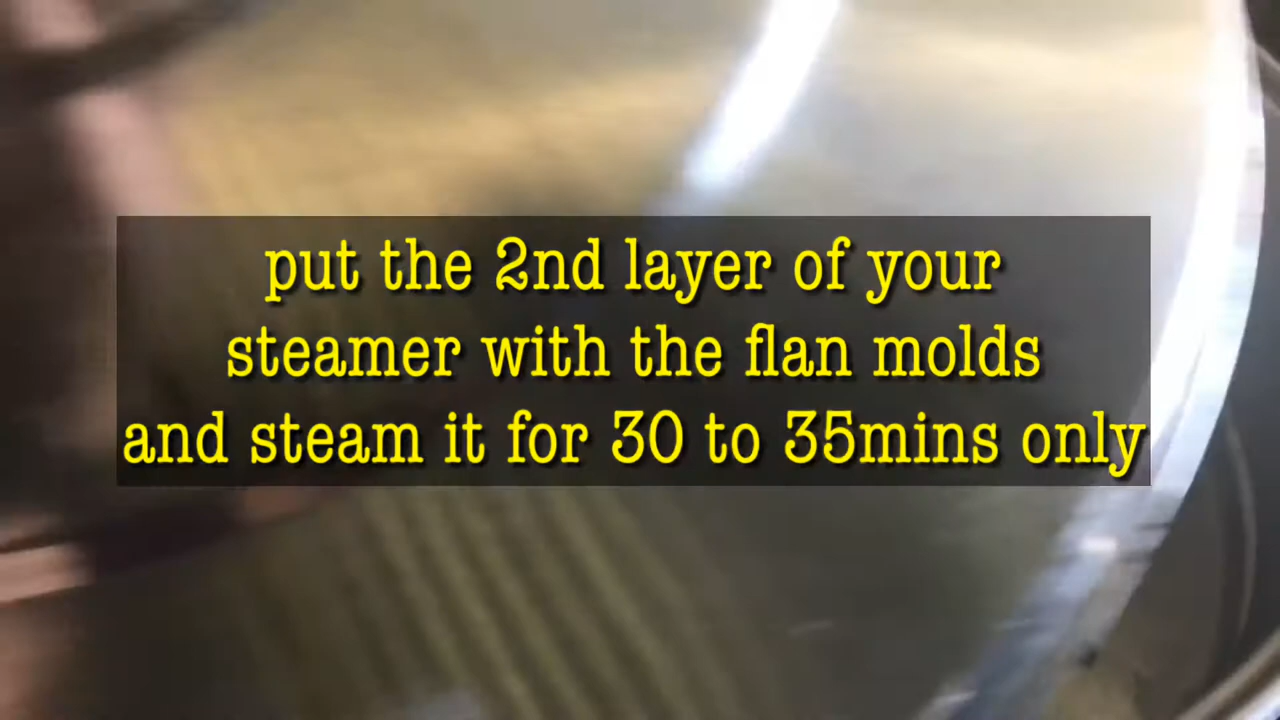 put the 2nd layer of your
steamer with the flan molds
and steam it for 30 to 35mins only